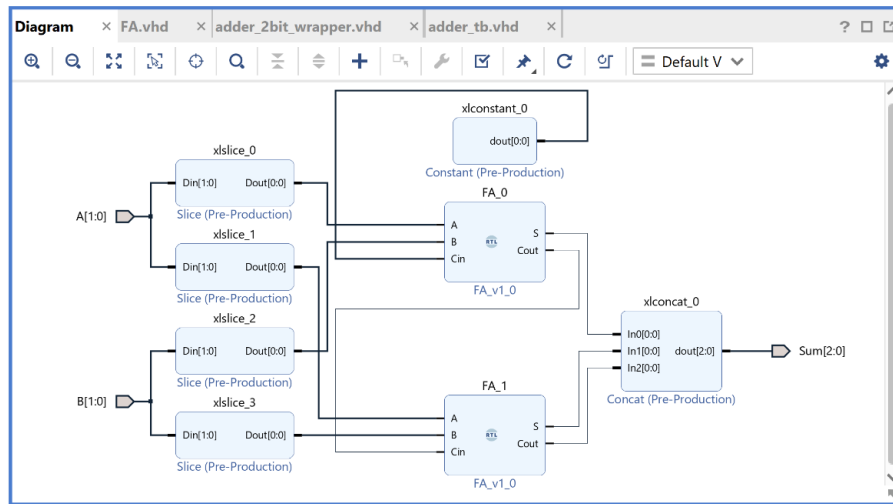 Diagram × FA.vhd × adder_2bit_wrapper.vhd × adder_tb.vhd × ?
Default V
xlconstant_0
dout[0:0]
Constant (Pre-Production)
xlslice_0
Din[1:0] Dout[0:0]
Slice (Pre-Production)
A[1:0]
xlslice_1
Din[1:0] Dout[0:0]
Slice (Pre-Production)
FA_0
A
B
Cin
RTL
S
Cout
FA_v1_0
xlslice_2
Din[1:0] Dout[0:0]
Slice (Pre-Production)
B[1:0]
xlslice_3
Din[1:0] Dout[0:0]
Slice (Pre-Production)
FA_1
A
B
Cin
RTL
S
Cout
FA_v1_0
xlconcat_0
In0[0:0]
In1[0:0] dout[2:0]
In2[0:0]
Concat (Pre-Production)
Sum[2:0]